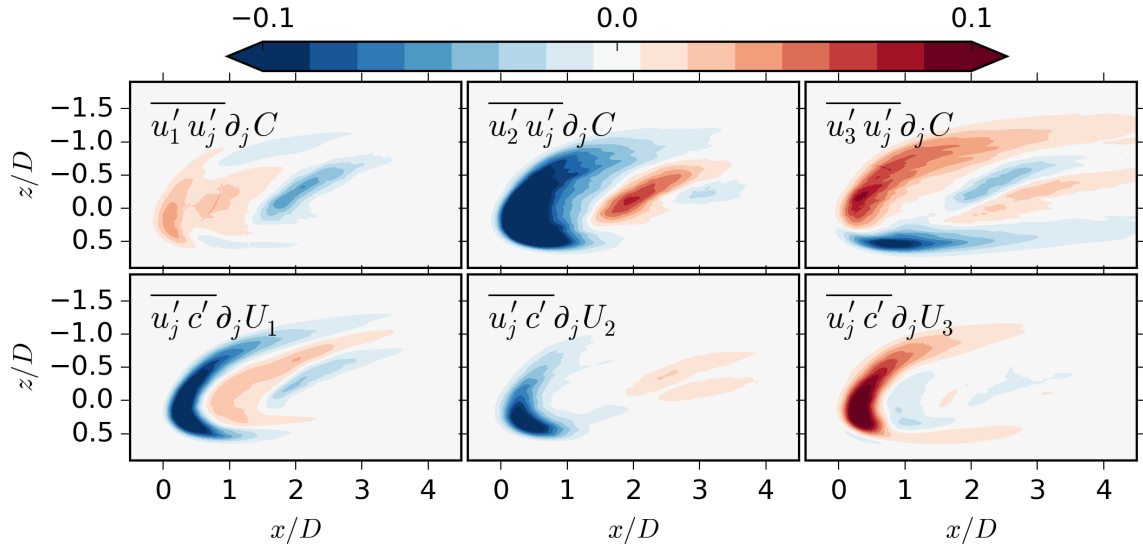 −0.1 0.0 0.1
$\overline{u_1' u_j'} \partial_j C$ $\overline{u_2' u_j'} \partial_j C$ $\overline{u_3' u_j'} \partial_j C$
−1.5
−1.0
−0.5
0.0
0.5
z/D
$\overline{u_j' c'} \partial_j U_1$ $\overline{u_j' c'} \partial_j U_2$ $\overline{u_j' c'} \partial_j U_3$
−1.5
−1.0
−0.5
0.0
0.5
z/D
0 1 2 3 4 0 1 2 3 4 0 1 2 3 4
x/D x/D x/D